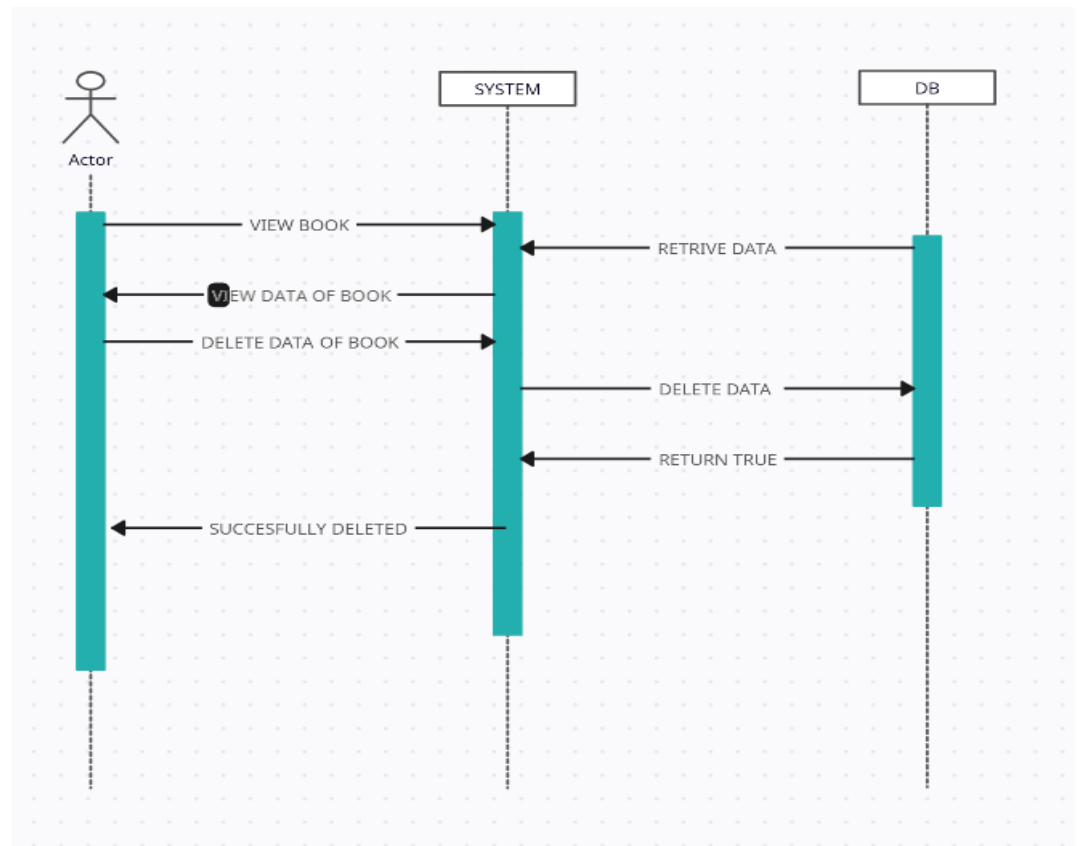 SYSTEM
DB
Actor
VIEW BOOK
RETRIVE DATA
VIEW DATA OF BOOK
DELETE DATA OF BOOK
DELETE DATA
RETURN TRUE
SUCCESFULLY DELETED